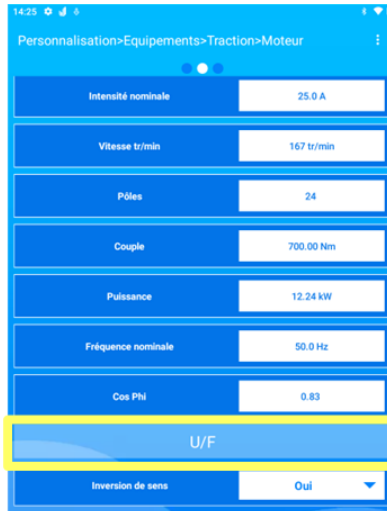 14:25
Personnalisation>Equipements>Traction>Moteur
Intensité nominale 25.0 A
Vitesse tr/min 167 tr/min
Pôles 24
Couple 700.00 Nm
Puissance 12.24 kW
Fréquence nominale 50.0 Hz
Cos Phi 0.83
U/F
Inversion de sens Oui